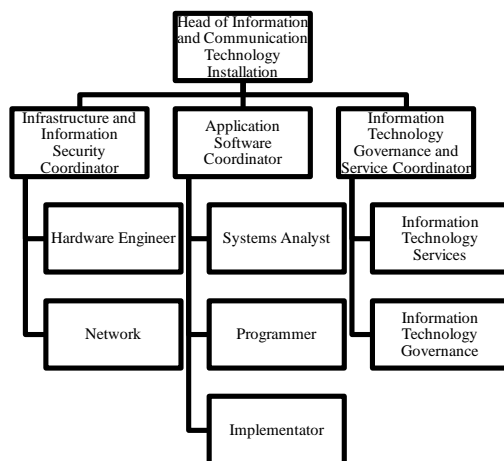 Head of Information
and Communication
Technology
Installation
Infrastructure and
Information
Security
Coordinator
Application
Software
Coordinator
Information
Technology
Governance and
Service Coordinator
Hardware Engineer
Systems Analyst
Information
Technology
Services
Network
Programmer
Information
Technology
Governance
Implementator